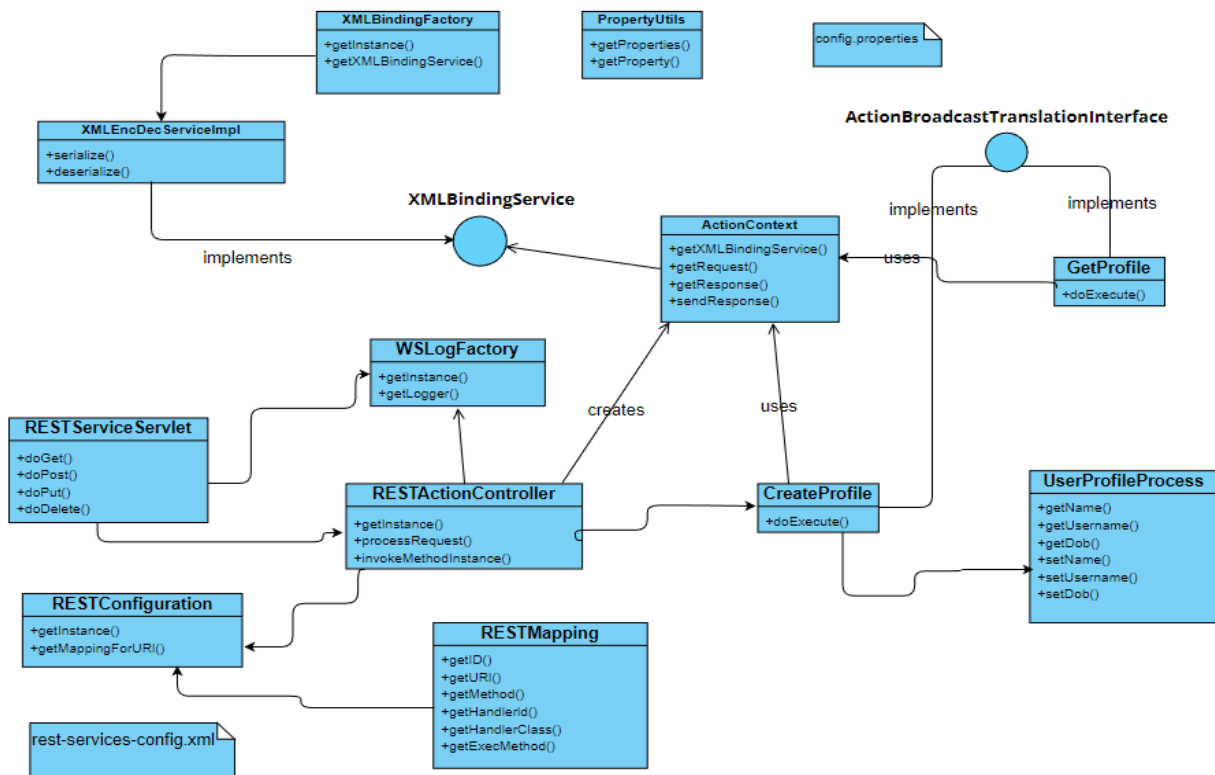 XMLBindingFactory
+getInstance()
+getXMLBindingService()
PropertyUtils
+getProperties()
+getProperty()
config.properties
XMLEncDecServiceImpl
+serialize()
+deserialize()
ActionBroadcastTranslationInterface
XMLBindingService
implements
implements
implements
ActionContext
+getXMLBindingService()
+getRequest()
+getResponse()
+sendResponse()
uses
GetProfile
+doExecute()
WSLogFactory
+getInstance()
+getLogger()
creates
uses
RESTServiceServlet
+doGet()
+doPost()
+doPut()
+doDelete()
RESTActionController
+getInstance()
+processRequest()
+invokeMethodInstance()
CreateProfile
+doExecute()
UserProfileProcess
+getName()
+getUsername()
+getDob()
+setName()
+setUsername()
+setDob()
RESTConfiguration
+getInstance()
+getMappingForURI()
RESTMapping
+getID()
+getURI()
+getMethod()
+getHandlerId()
+getHandlerClass()
+getExecMethod()
rest-services-config.xml